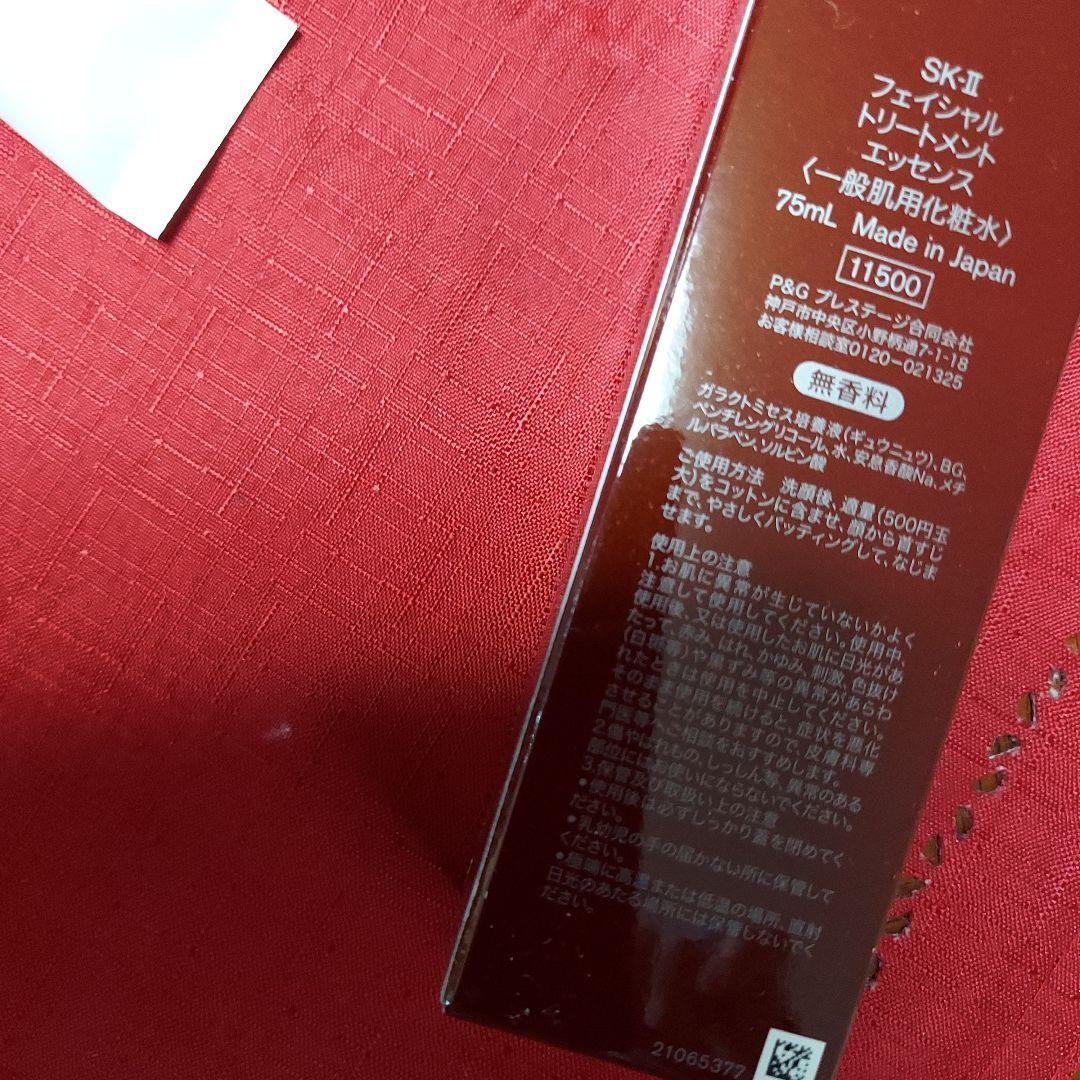 SK-II
フェイシャル
トリートメント
エッセンス
〈一般肌用化粧水〉
75mL Made in Japan
11500
P&G プレステージ合同会社
神戸市中央区小野柄通7-1-18
お客様相談室0120-021325
無香料
ガラクトミセス培養液(ギュウニュウ)、BG、
ペンチレングリコール、水、安息香酸Na、メチ
ルパラベン、ソルビン酸
ご使用方法 洗顔後、適量(500円玉
大)をコットンに含ませ、顔から首すじ
まで、やさしくパッティングして、なじま
せます。
使用上の注意
1.お肌に異常が生じていないかよく
注意して使用してください。使用中、
使用後、又は使用したお肌に日光があ
たって、赤み、はれ、かゆみ、刺激、色抜け
(白斑等)や黒ずみ等の異常があらわ
れたときは使用を中止してください。
そのまま使用を続けると、症状を悪化
させることがありますので、皮膚科専
門医等へご相談をおすすめします。
2.傷やはれもの、しっしん等、異常のある
部位にはお使いにならないでください。
3.保管及び取扱い上の注意
●使用後は必ずしっかり蓋を閉めてく
ださい。
●乳幼児の手の届かない所に保管して
ください。
●極端に高温または低温の場所、直射
日光のあたる場所には保管しないでく
ださい。
21065377